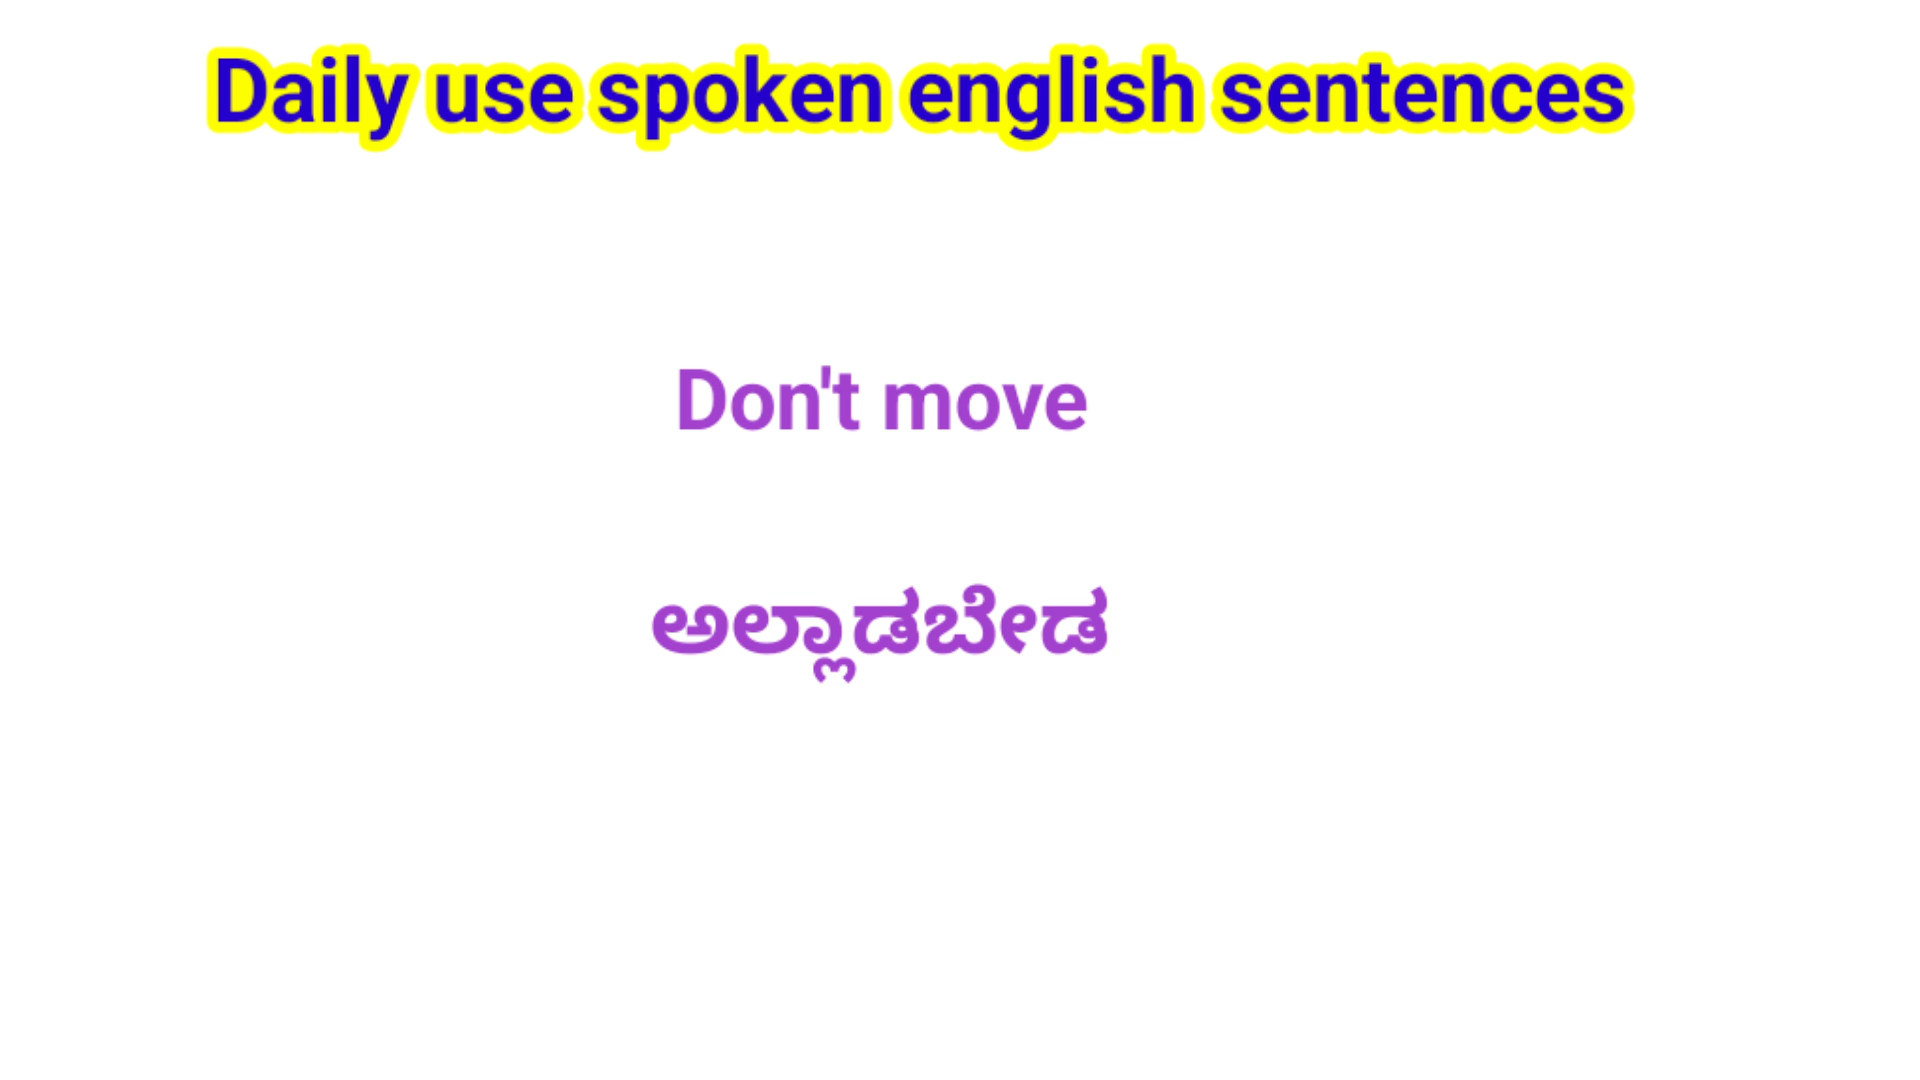 Daily use spoken english sentences
Don't move
ಅಲ್ಲಾಡಬೇಡ